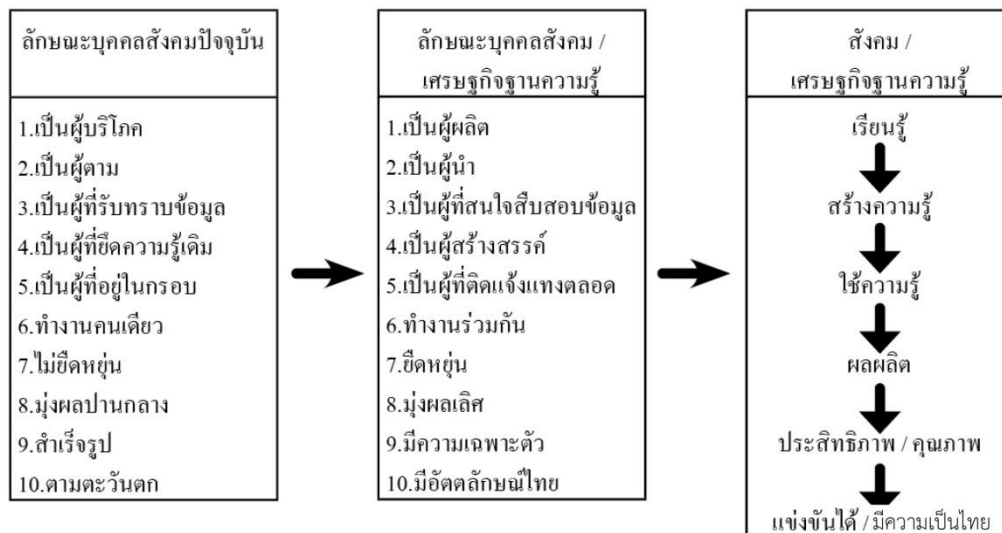 ลักษณะบุคคลสังคมปัจจุบัน
1.เป็นผู้บริโภค
2.เป็นผู้ตาม
3.เป็นผู้ที่รับทราบข้อมูล
4.เป็นผู้ที่ยึดความรู้เดิม
5.เป็นผู้ที่อยู่ในกรอบ
6.ทำงานคนเดียว
7.ไม่ยืดหยุ่น
8.มุ่งผลปานกลาง
9.สำเร็จรูป
10.ตามตะวันตก
ลักษณะบุคคลสังคม /
เศรษฐกิจฐานความรู้
1.เป็นผู้ผลิต
2.เป็นผู้นำ
3.เป็นผู้ที่สนใจสืบสอบข้อมูล
4.เป็นผู้สร้างสรรค์
5.เป็นผู้ที่ติดแจ้งแทงตลอด
6.ทำงานร่วมกัน
7.ยืดหยุ่น
8.มุ่งผลเลิศ
9.มีความเฉพาะตัว
10.มีอัตตลักษณ์ไทย
สังคม /
เศรษฐกิจฐานความรู้
เรียนรู้
สร้างความรู้
ใช้ความรู้
ผลผลิต
ประสิทธิภาพ / คุณภาพ
แข่งขันได้ / มีความเป็นไทย